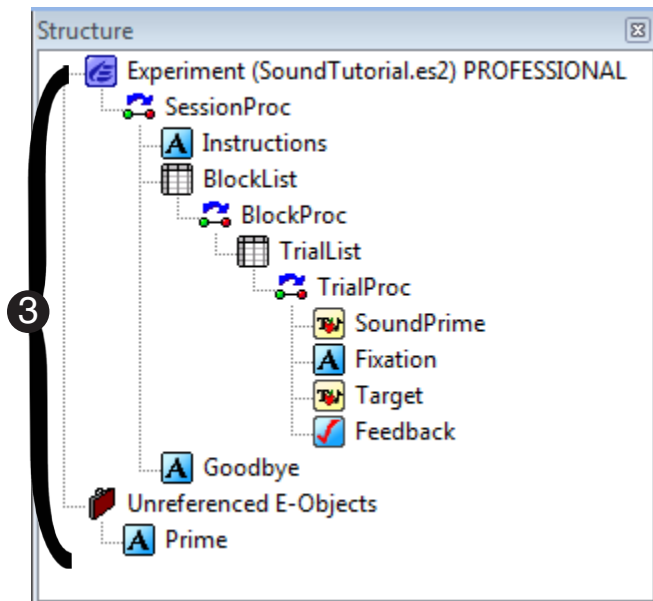 Structure
Experiment (SoundTutorial.es2) PROFESSIONAL
SessionProc
A Instructions
BlockList
BlockProc
TrialList
TrialProc
3
SoundPrime
A Fixation
Target
Feedback
A Goodbye
Unreferenced E-Objects
A Prime